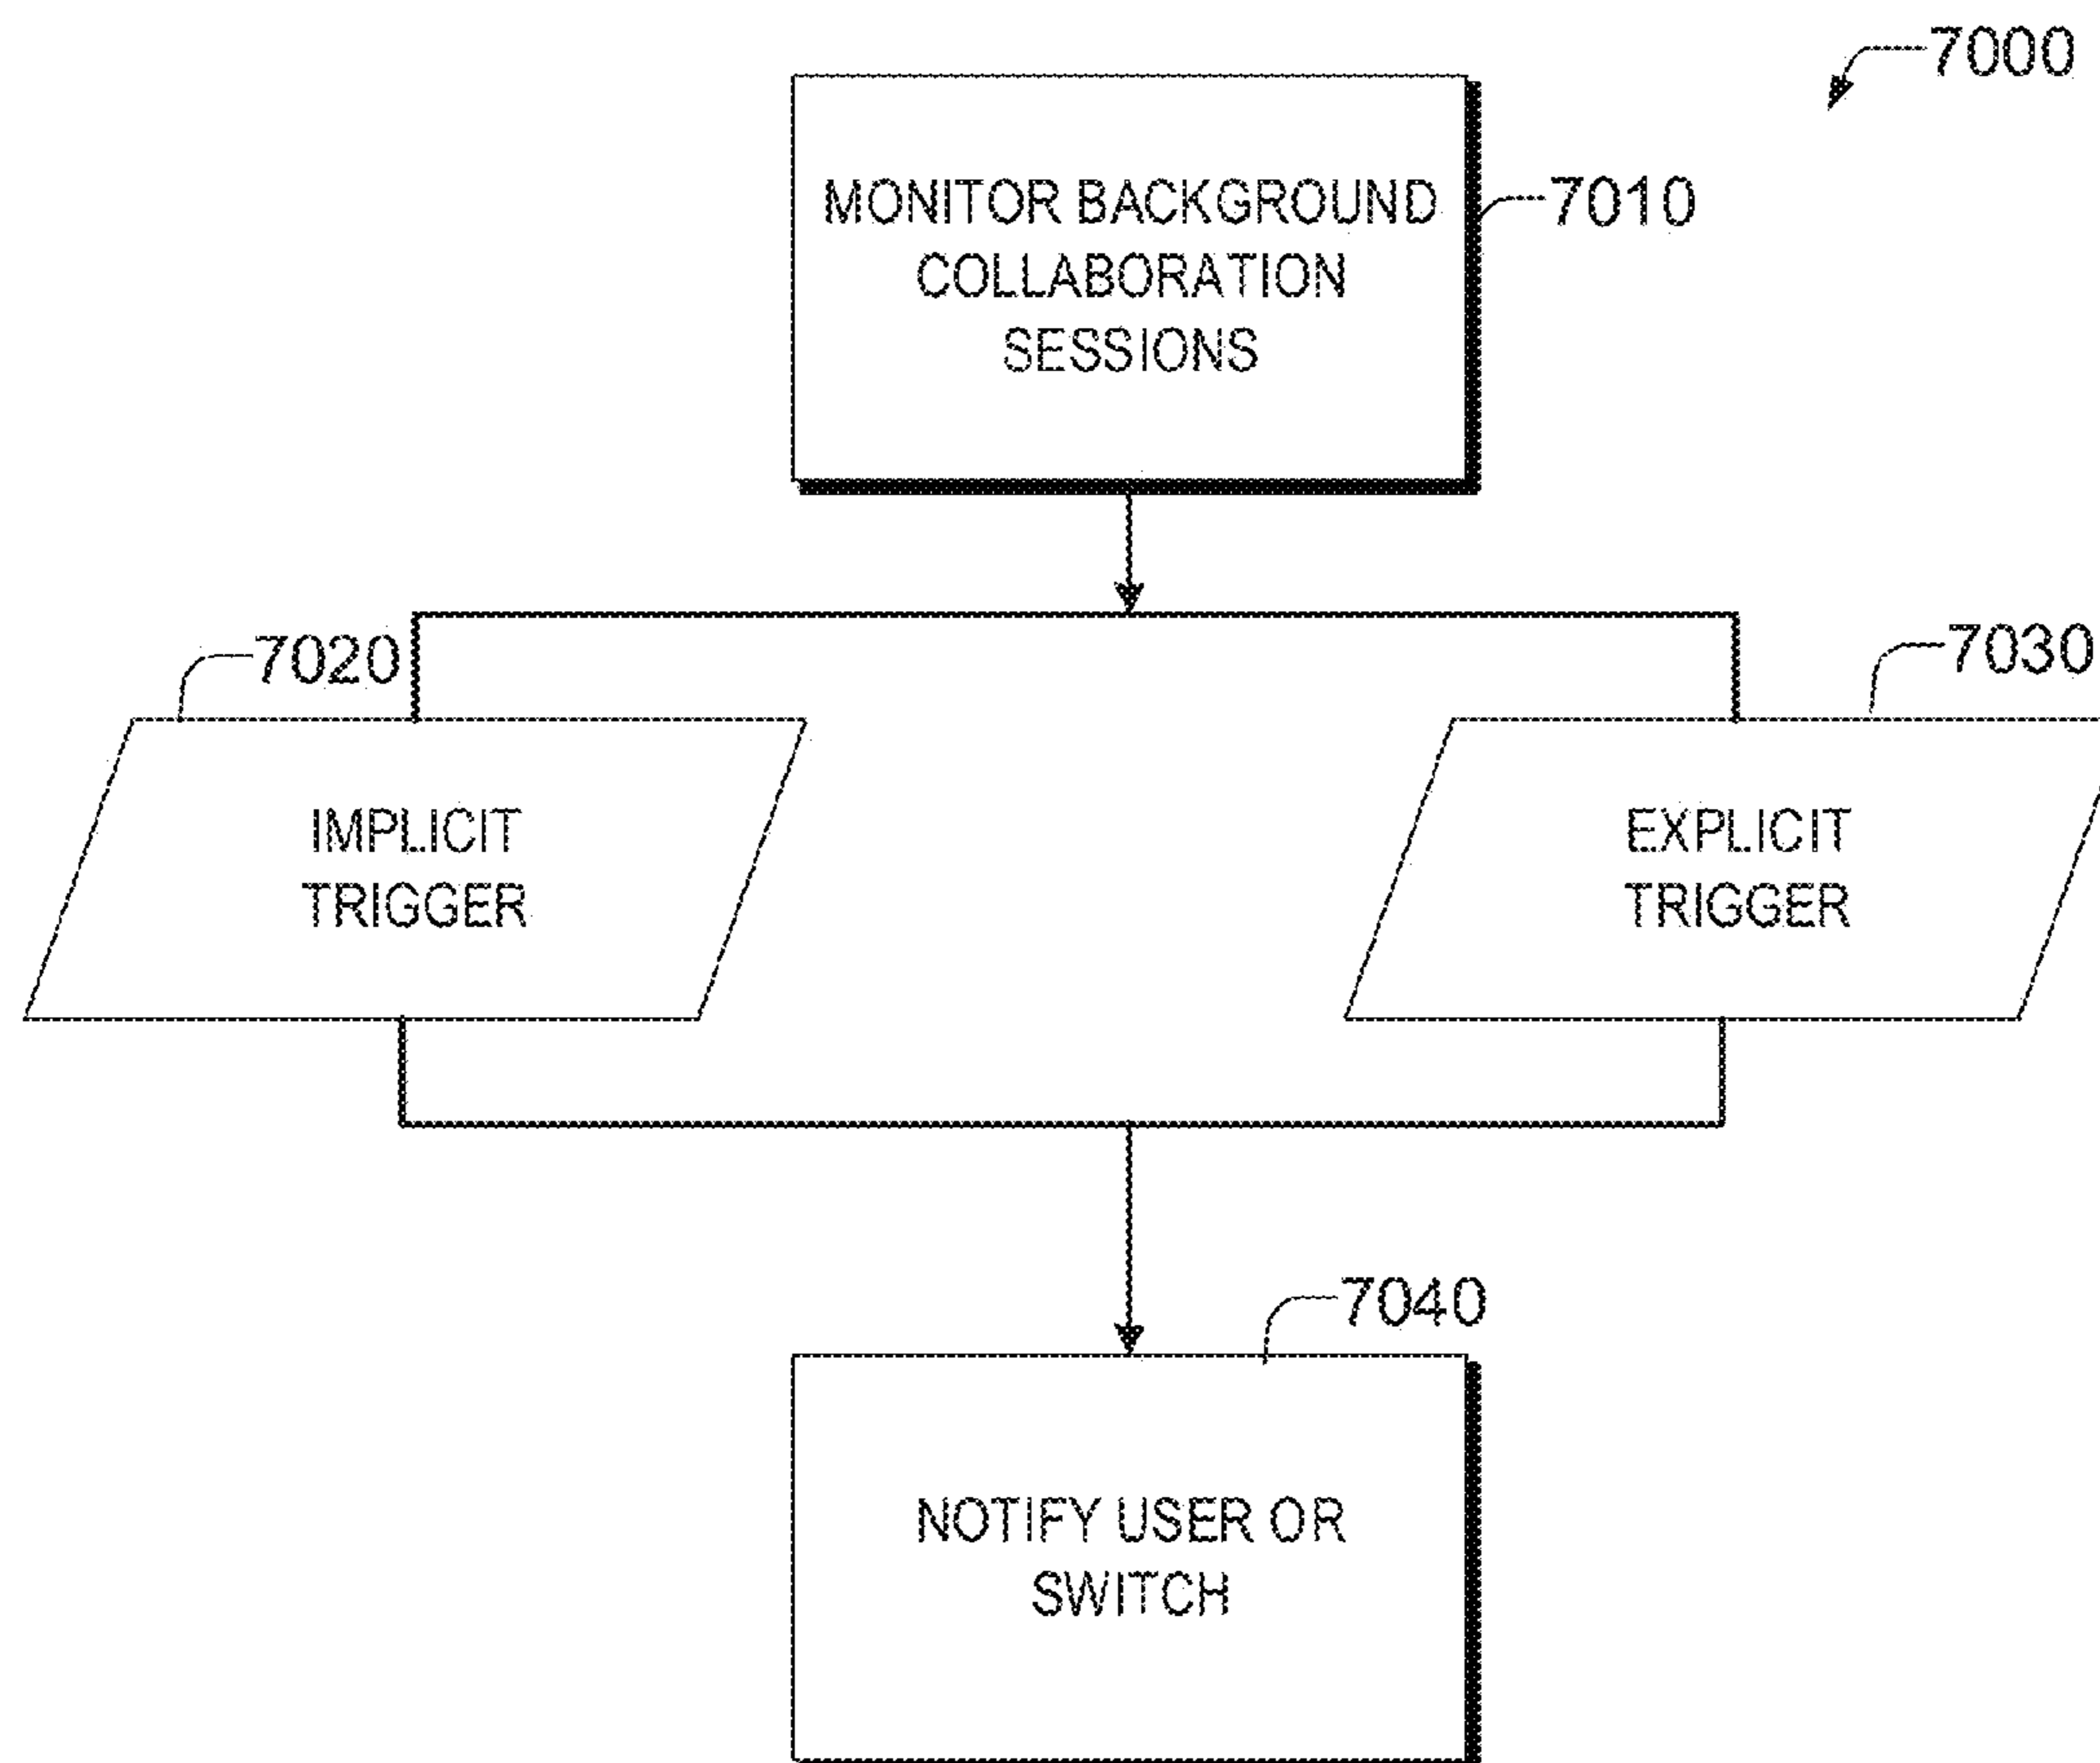 7000
MONITOR BACKGROUND
COLLABORATION
SESSIONS
7010
7020
7030
IMPLICIT
TRIGGER
EXPLICIT
TRIGGER
7040
NOTIFY USER OR
SWITCH